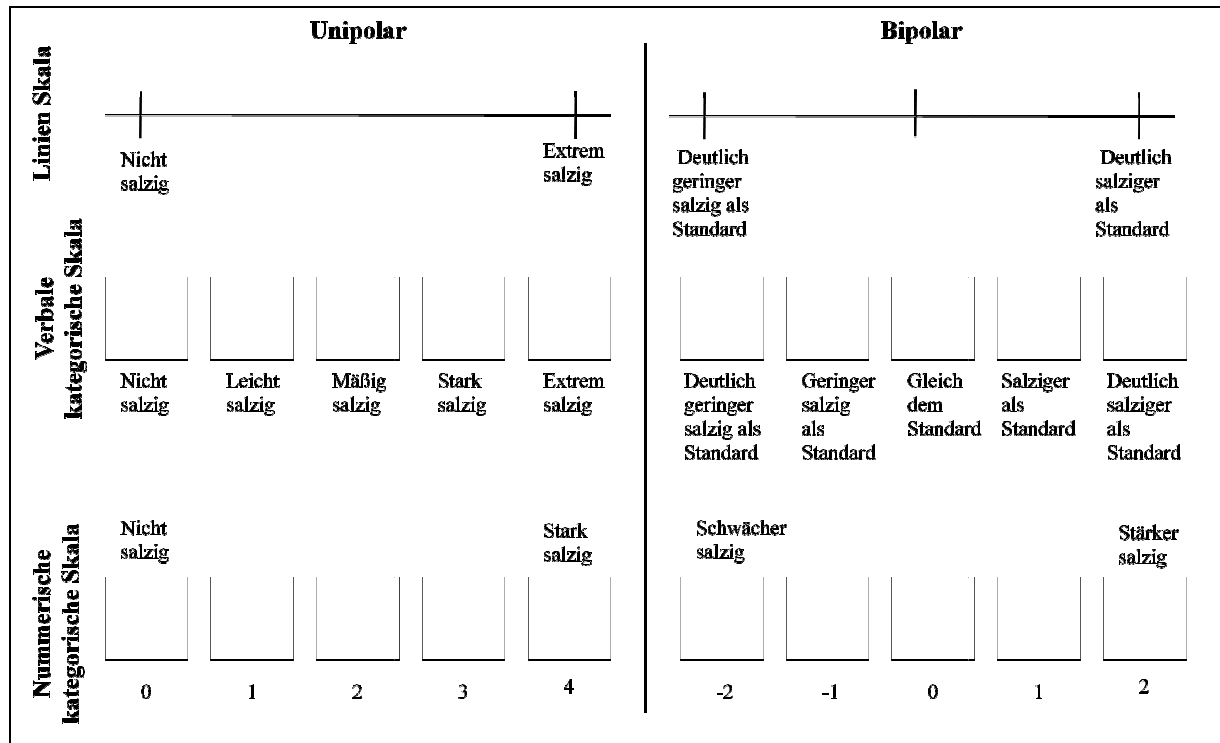 Unipolar
Bipolar
Linien Skala
Nicht
salzig
Extrem
salzig
Deutlich
geringer
salzig als
Standard
Deutlich
salziger
als
Standard
Verbale
kategorische Skala
Nicht
salzig
Leicht
salzig
Mäßig
salzig
Stark
salzig
Extrem
salzig
Deutlich
geringer
salzig als
Standard
Geringer
salzig
als
Standard
Gleich
dem
Standard
Salziger
als
Standard
Deutlich
salziger
als
Standard
Nummerische
kategorische Skala
Nicht
salzig
Stark
salzig
Schwächer
salzig
Stärker
salzig
0 1 2 3 4
-2 -1 0 1 2